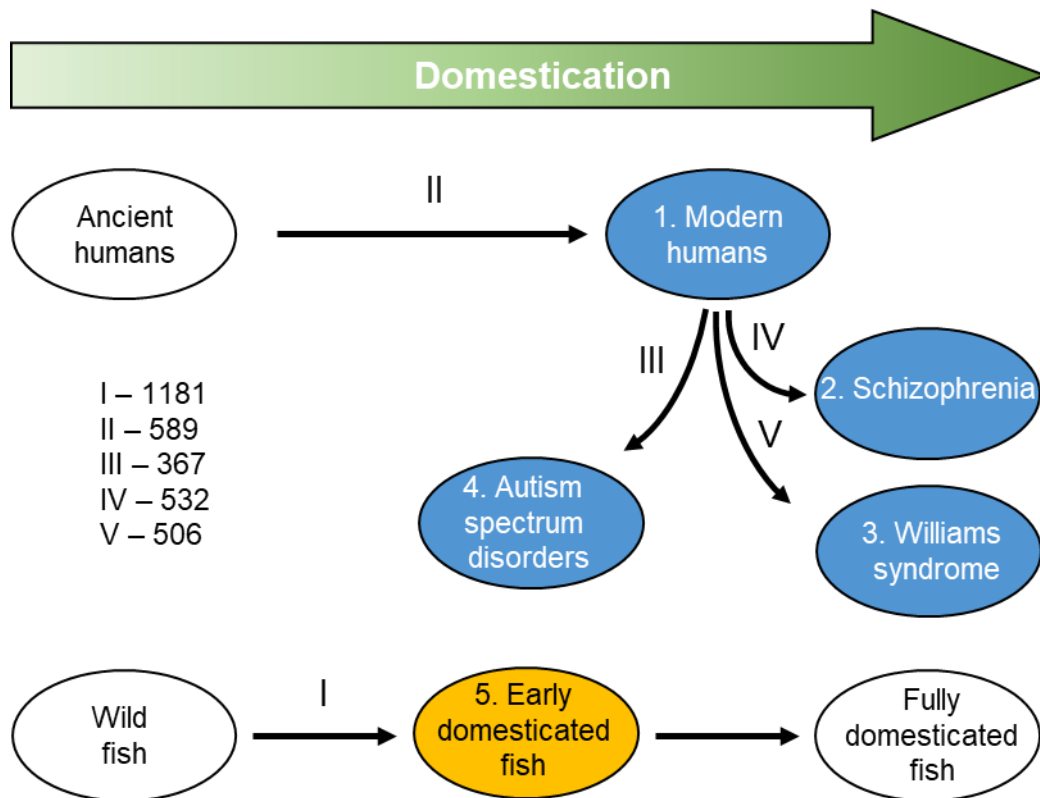 Domestication
Ancient
humans
II
1. Modern
humans
III
IV
V
2. Schizophrenia
I – 1181
II – 589
III – 367
IV – 532
V – 506
4. Autism
spectrum
disorders
3. Williams
syndrome
Wild
fish
I
5. Early
domesticated
fish
Fully
domesticated
fish